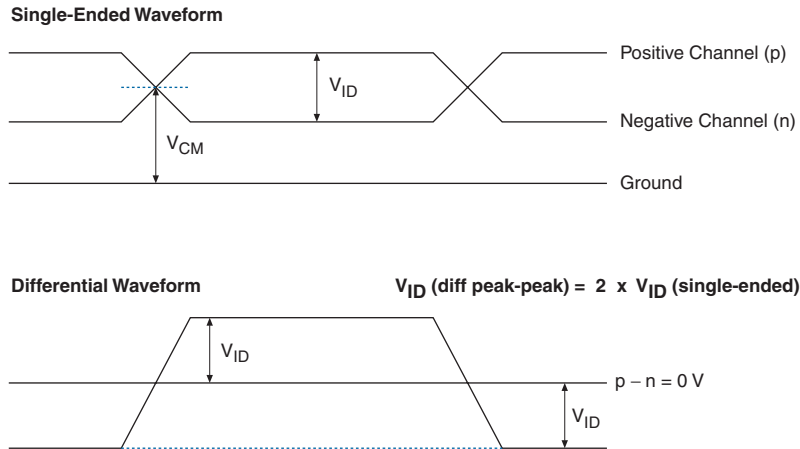 Single-Ended Waveform
Positive Channel (p)
VID
Negative Channel (n)
VCM
Ground
Differential Waveform
VID (diff peak-peak) = 2 x VID (single-ended)
VID
p – n = 0 V
VID